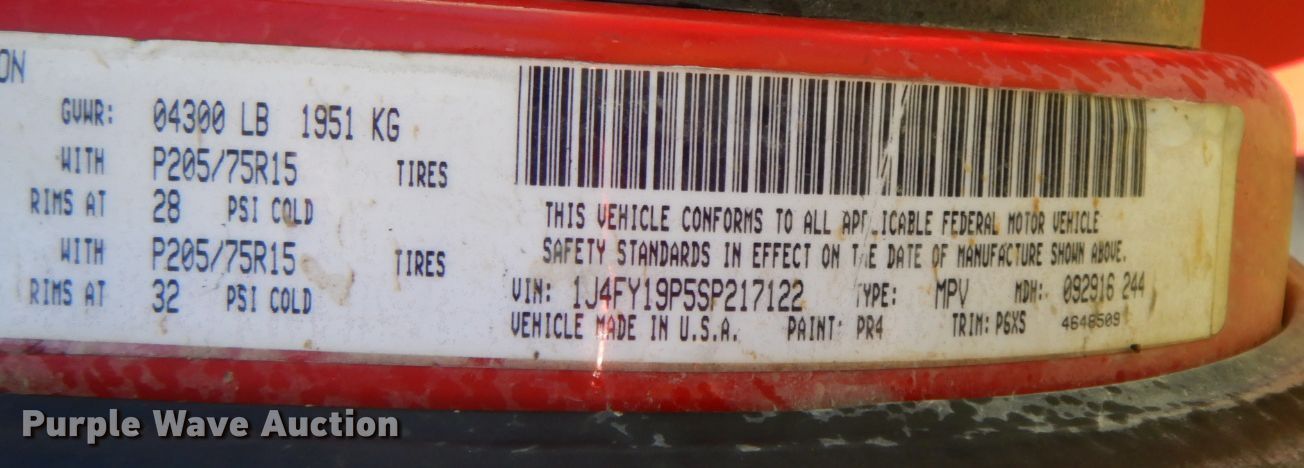 ON
GVWR: 04300 LB 1951 KG
WITH P205/75R15 TIRES
RIMS AT 28 PSI COLD
WITH P205/75R15 TIRES
RIMS AT 32 PSI COLD
THIS VEHICLE CONFORMS TO ALL APPLICABLE FEDERAL MOTOR VEHICLE
SAFETY STANDARDS IN EFFECT ON THE DATE OF MANUFACTURE SHOWN ABOVE.
VIN: 1J4FY19P5SP217122 TYPE: MPV MDH: 092916 244
VEHICLE MADE IN U.S.A. PAINT: PR4 TRIM: P6XS 4648509
Purple Wave Auction